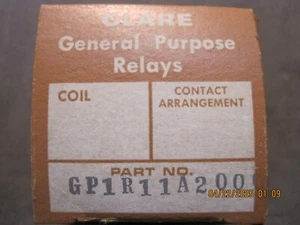 CLARE
General Purpose
Relays
COIL
CONTACT
ARRANGEMENT
PART NO.
GP1R11A200